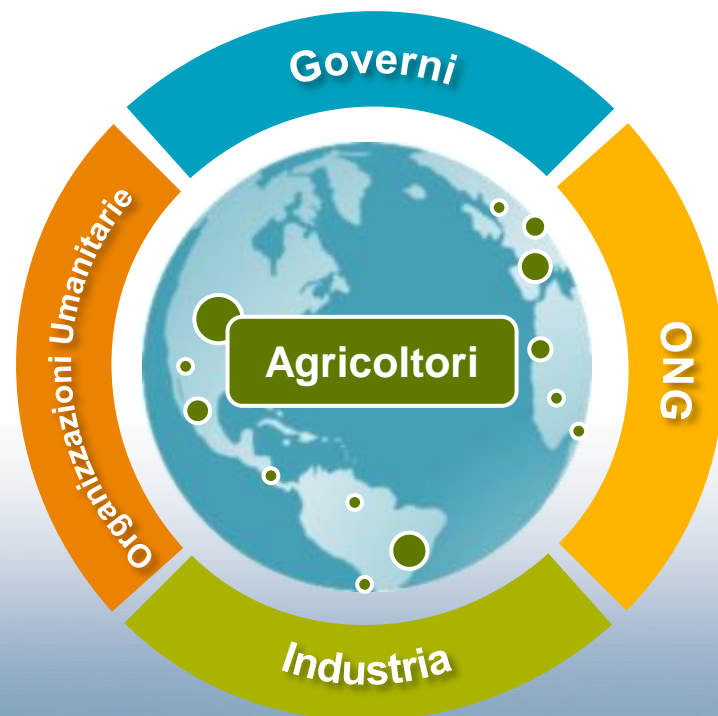 Governi
Organizzazioni Umanitarie
ONG
Agricoltori
Industria